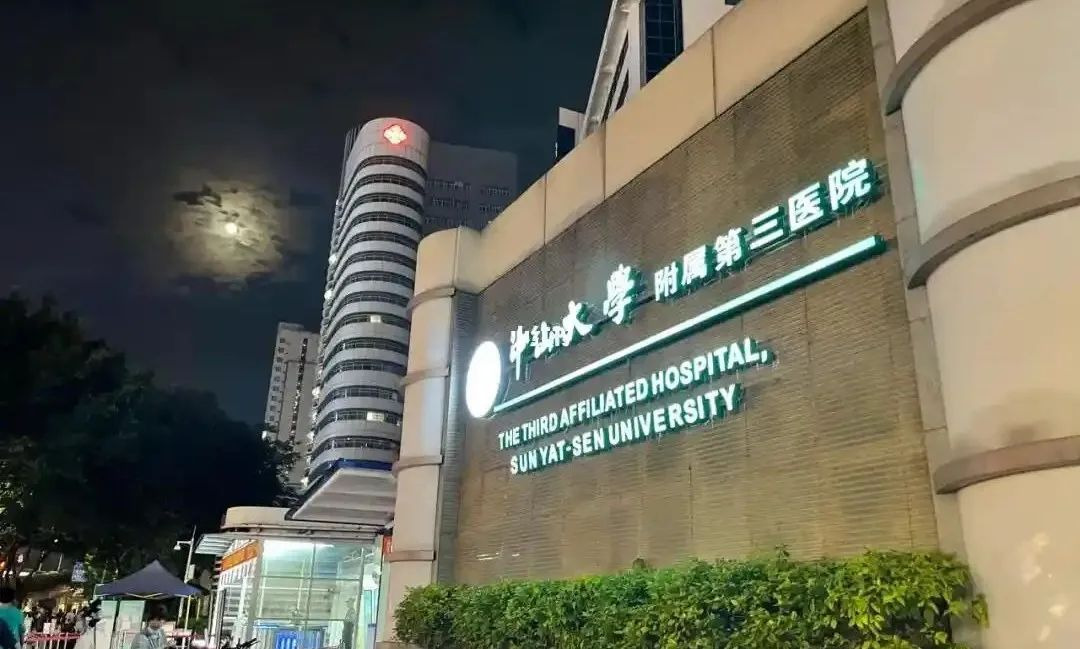 中山大學 附属第三医院
THE THIRD AFFILIATED HOSPITAL,
SUN YAT-SEN UNIVERSITY